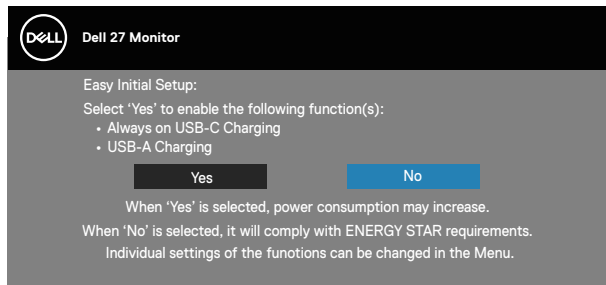 DELL
Dell 27 Monitor
Easy Initial Setup:
Select ‘Yes’ to enable the following function(s):
• Always on USB-C Charging
• USB-A Charging
Yes
No
When ‘Yes’ is selected, power consumption may increase.
When ‘No’ is selected, it will comply with ENERGY STAR requirements.
Individual settings of the funotions can be changed in the Menu.